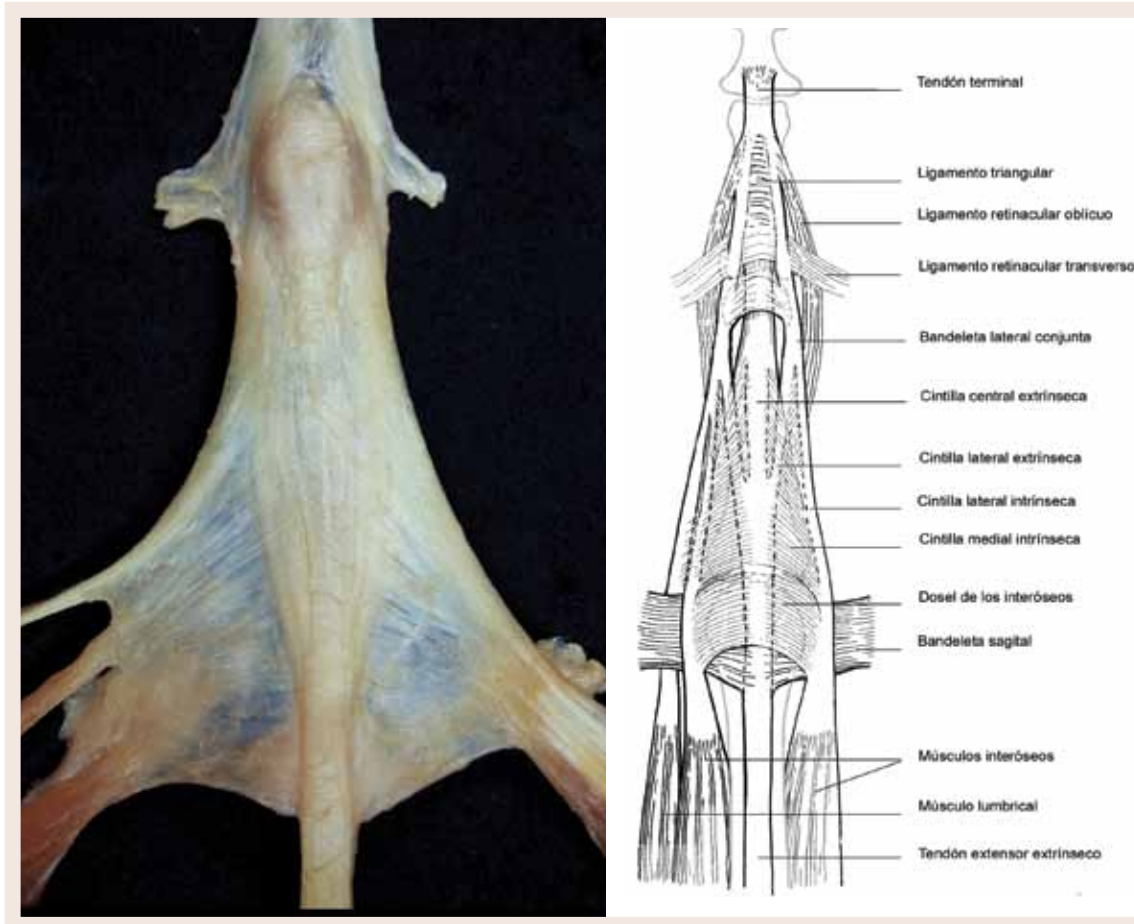 Tendón terminal
Ligamento triangular
Ligamento retinacular oblícuo
Ligamento retinacular transverso
Bandeleta lateral conjunta
Cintilla central extrínseca
Cintilla lateral extrínseca
Cintilla lateral intrínseca
Cintilla medial intrínseca
Dosel de los interóseos
Bandeleta sagital
Músculos interóseos
Músculo lumbrical
Tendón extensor extrínseco